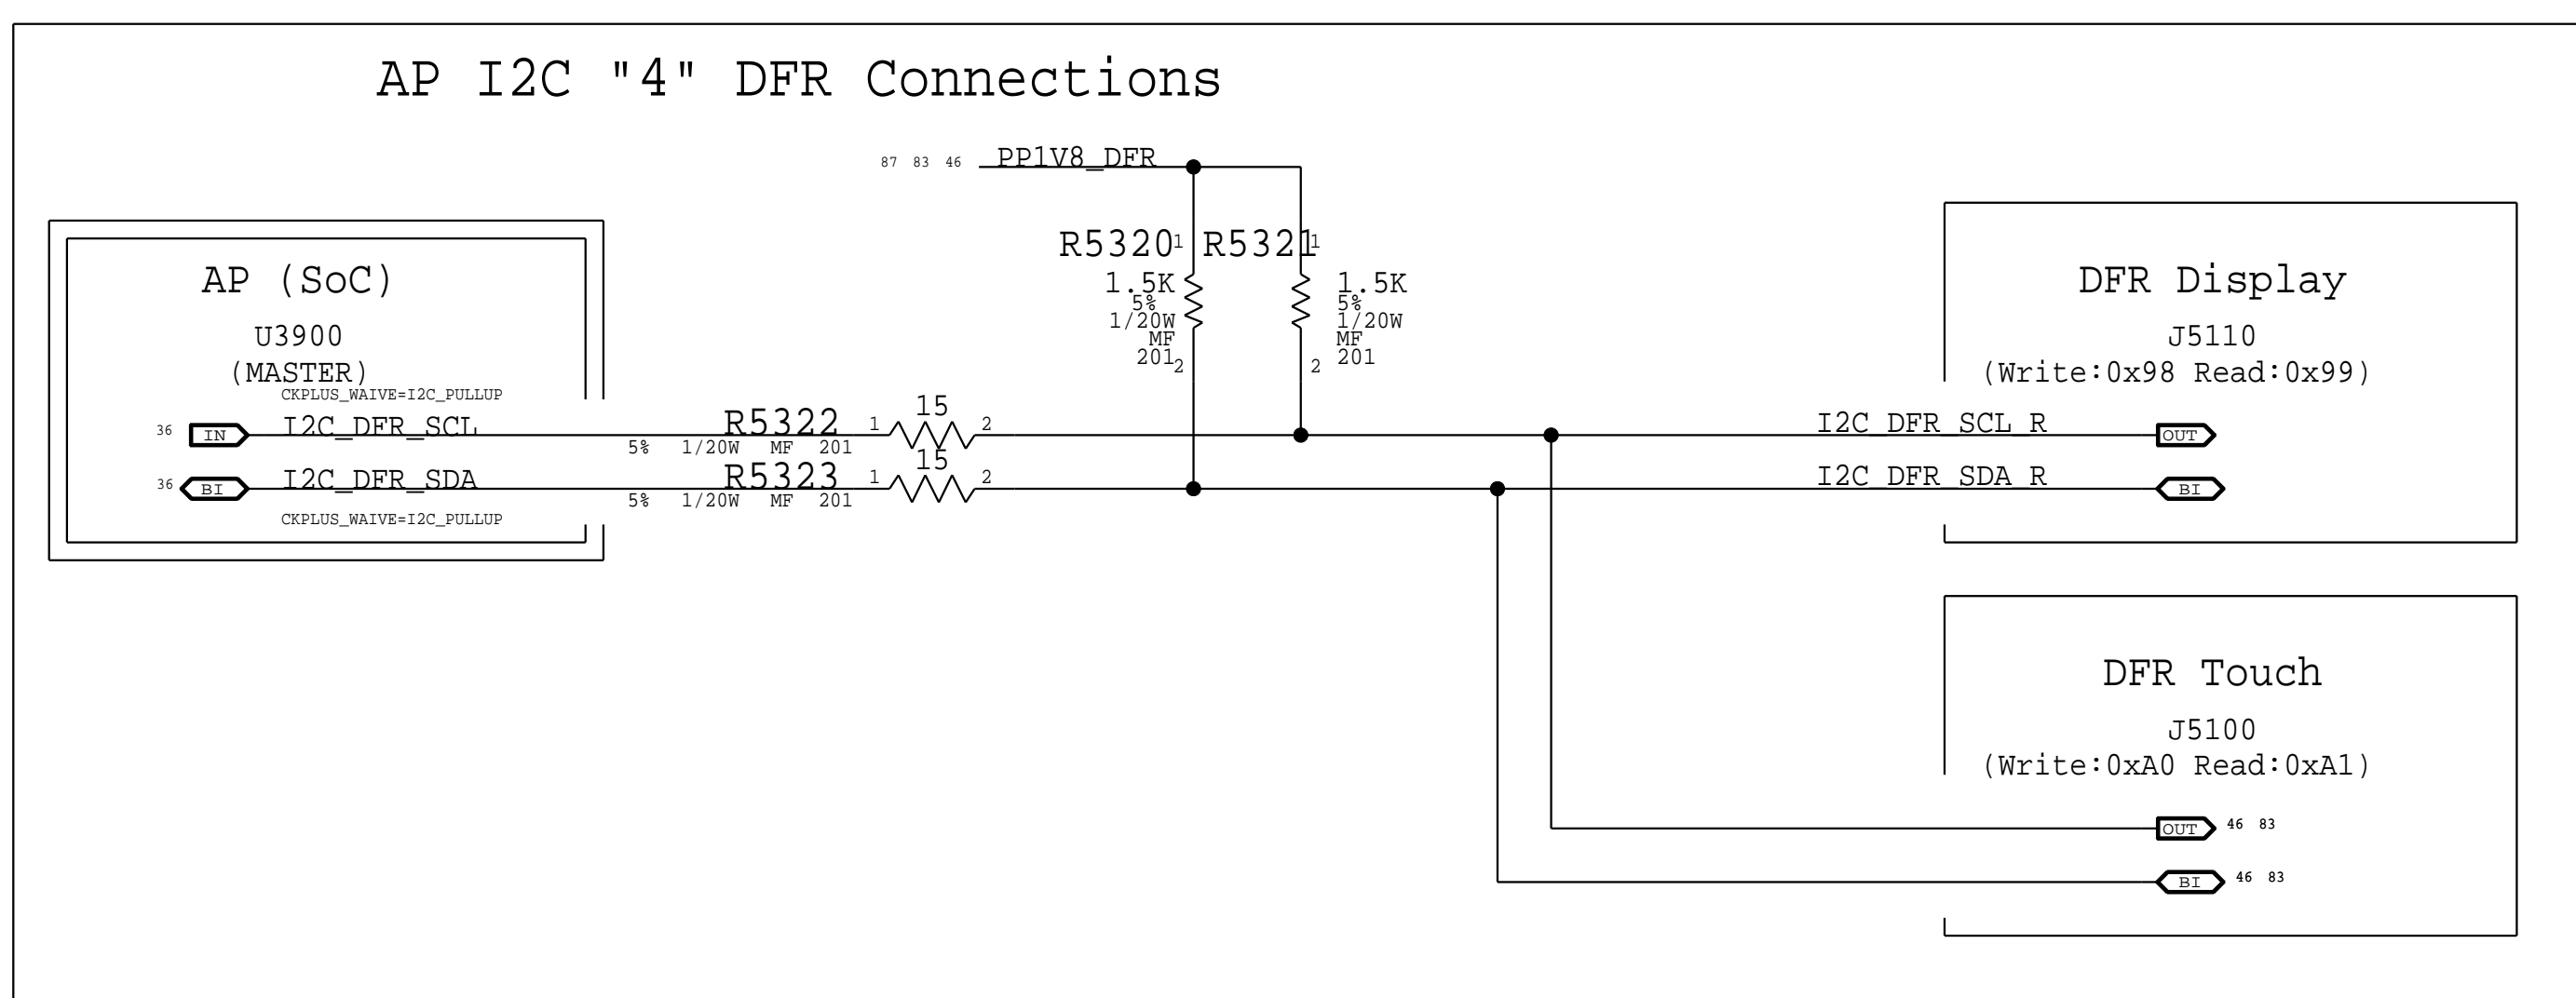 AP I2C "4" DFR Connections
87 83 46 PP1V8_DFR
AP (SoC)
U3900
(MASTER)
CKPLUS_WAIVE=I2C_PULLUP
36 IN I2C_DFR_SCL
36 BI I2C_DFR_SDA
CKPLUS_WAIVE=I2C_PULLUP
R5322
15
1 2
5% 1/20W MF 201
R5323
15
1 2
5% 1/20W MF 201
R5320 1
1.5K
5%
1/20W
MF
201
2
R5321 1
1.5K
5%
1/20W
MF
201
2
DFR Display
J5110
(Write:0x98 Read:0x99)
I2C_DFR_SCL_R OUT
I2C_DFR_SDA_R BI
DFR Touch
J5100
(Write:0xA0 Read:0xA1)
OUT 46 83
BI 46 83